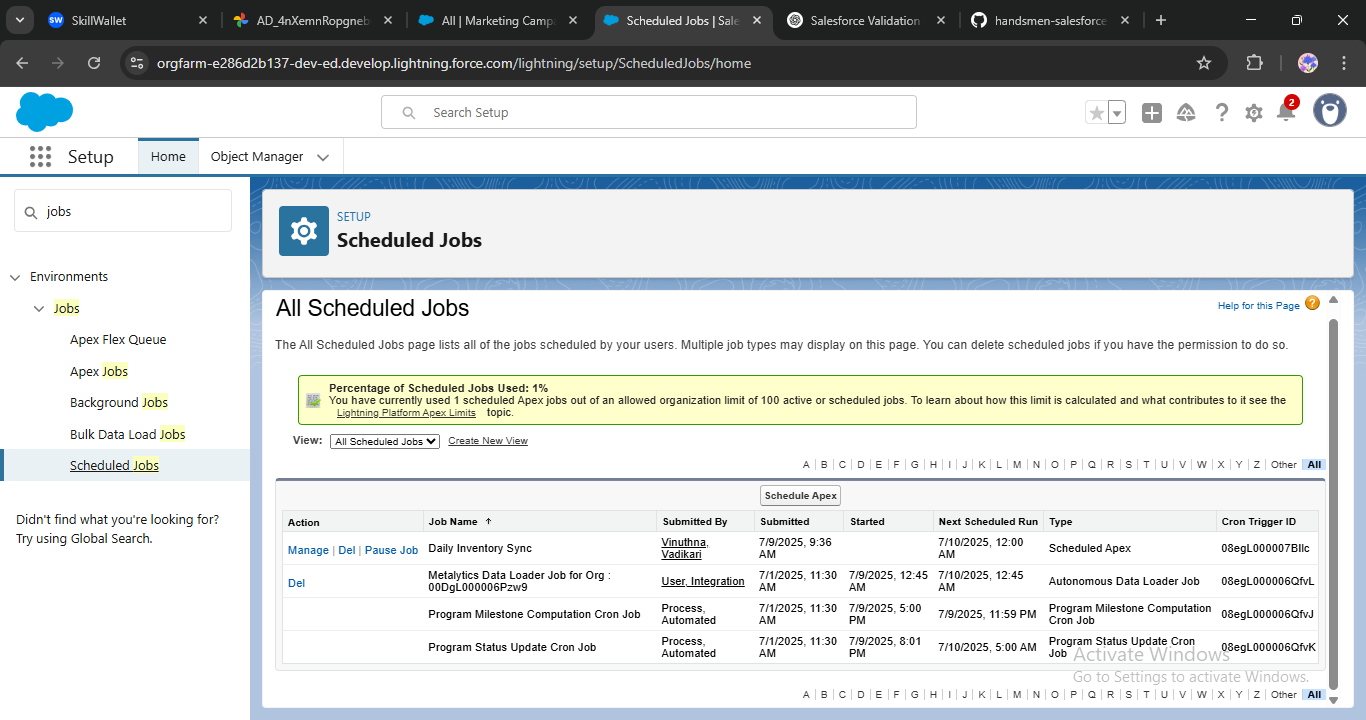 SkillWallet
AD_4nXemnRopgneb
All | Marketing Camp
Scheduled Jobs | Sale
Salesforce Validation
handsmen-salesforce
orgfarm-e286d2b137-dev-ed.develop.lightning.force.com/lightning/setup/ScheduledJobs/home
Search Setup
2
Setup
Home
Object Manager
jobs
Environments
Jobs
Apex Flex Queue
Apex Jobs
Background Jobs
Bulk Data Load Jobs
Scheduled Jobs
Didn't find what you're looking for?
Try using Global Search.
SETUP
Scheduled Jobs
All Scheduled Jobs
Help for this Page ?
The All Scheduled Jobs page lists all of the jobs scheduled by your users. Multiple job types may display on this page. You can delete scheduled jobs if you have the permission to do so.
Percentage of Scheduled Jobs Used: 1%
You have currently used 1 scheduled Apex jobs out of an allowed organization limit of 100 active or scheduled jobs. To learn about how this limit is calculated and what contributes to it see the
Lightning Platform Apex Limits topic.
View: All Scheduled Jobs Create New View
A | B | C | D | E | F | G | H | I | J | K | L | M | N | O | P | Q | R | S | T | U | V | W | X | Y | Z | Other All
Schedule Apex
Action Job Name ↑ Submitted By Submitted Started Next Scheduled Run Type Cron Trigger ID
Manage | Del | Pause Job Daily Inventory Sync Vinuthna, Vadikari 7/9/2025, 9:36 AM 7/10/2025, 12:00 AM Scheduled Apex 08egL000007BlIc
Del Metalytics Data Loader Job for Org : 00DgL000006Pzw9 User, Integration 7/1/2025, 11:30 AM 7/9/2025, 12:45 AM 7/10/2025, 12:45 AM Autonomous Data Loader Job 08egL000006QfvL
Program Milestone Computation Cron Job Process, Automated 7/1/2025, 11:30 AM 7/9/2025, 5:00 PM 7/9/2025, 11:59 PM Program Milestone Computation Cron Job 08egL000006QfvJ
Program Status Update Cron Job Process, Automated 7/1/2025, 11:30 AM 7/9/2025, 8:01 PM 7/10/2025, 5:00 AM Program Status Update Cron Job 08egL000006QfvK
Activate Windows
Go to Settings to activate Windows.
A | B | C | D | E | F | G | H | I | J | K | L | M | N | O | P | Q | R | S | T | U | V | W | X | Y | Z | Other All